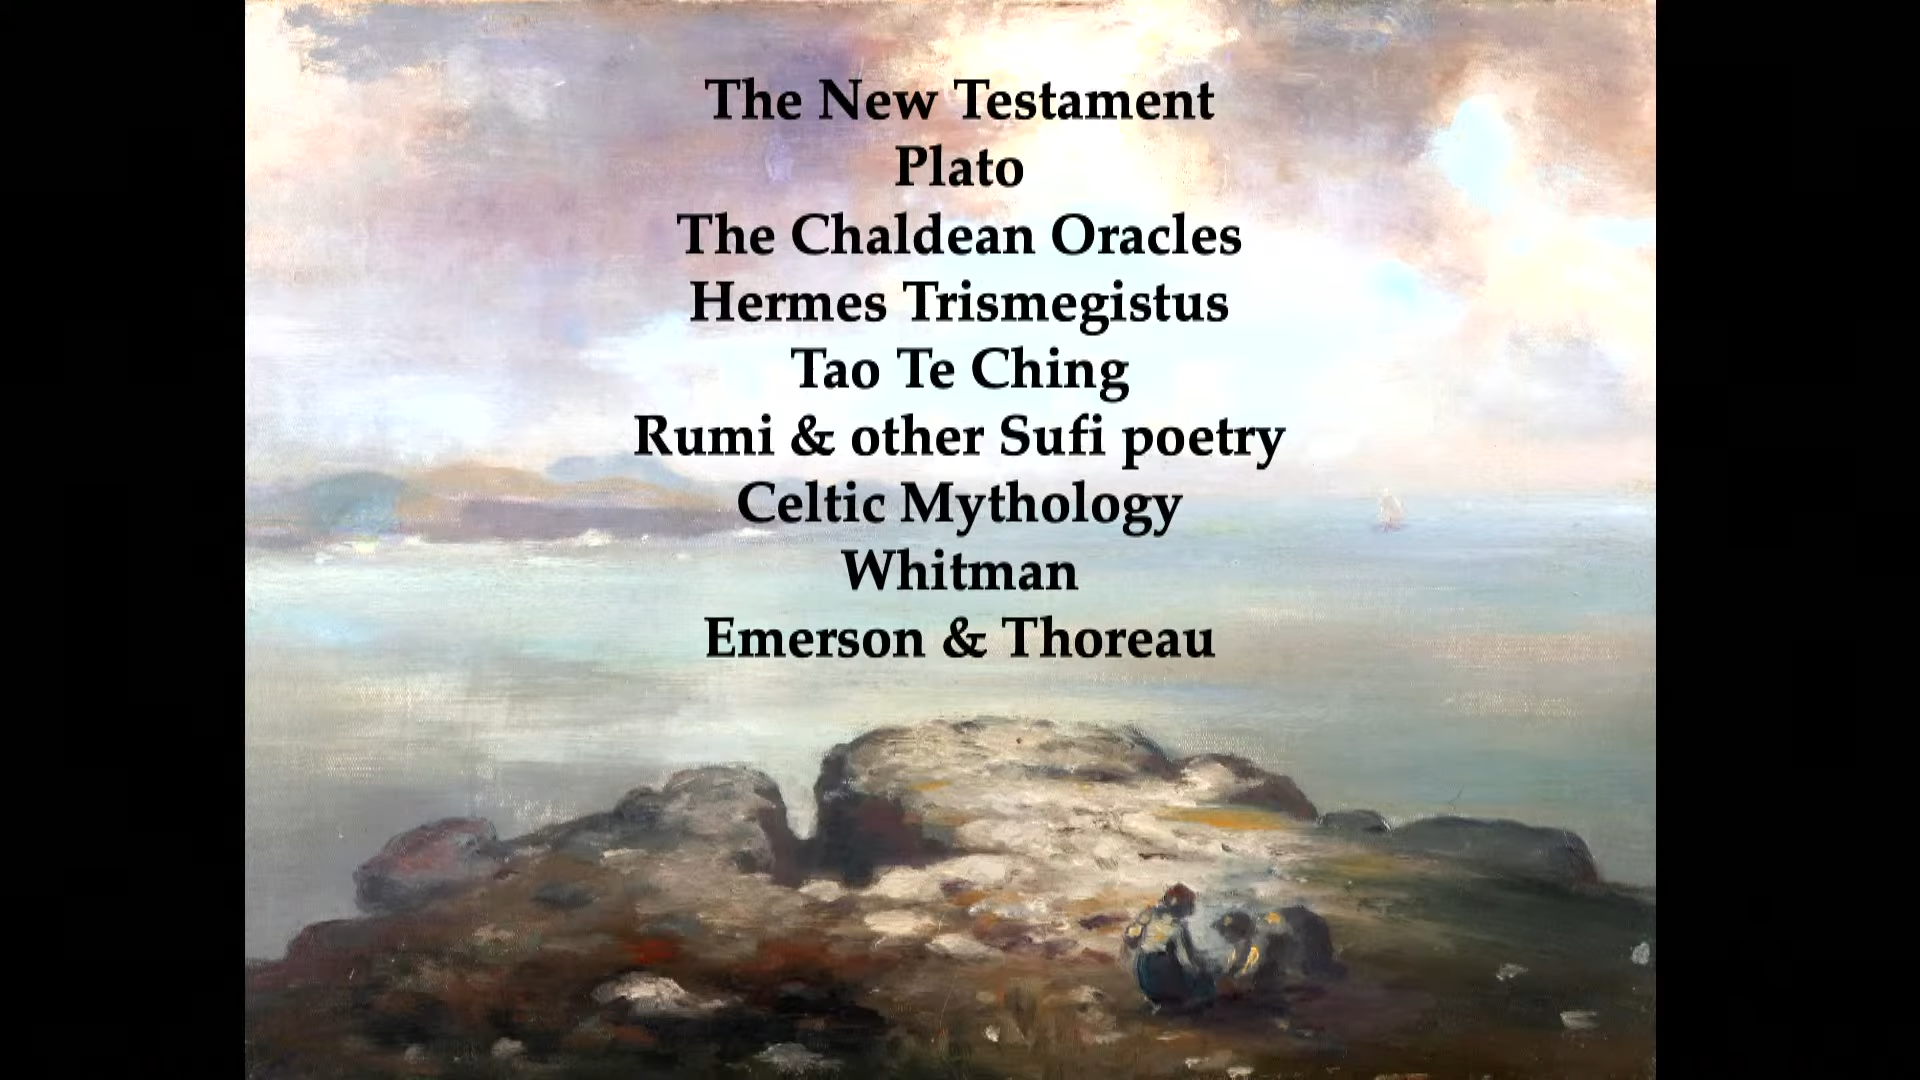 The New Testament
Plato
The Chaldean Oracles
Hermes Trismegistus
Tao Te Ching
Rumi & other Sufi poetry
Celtic Mythology
Whitman
Emerson & Thoreau